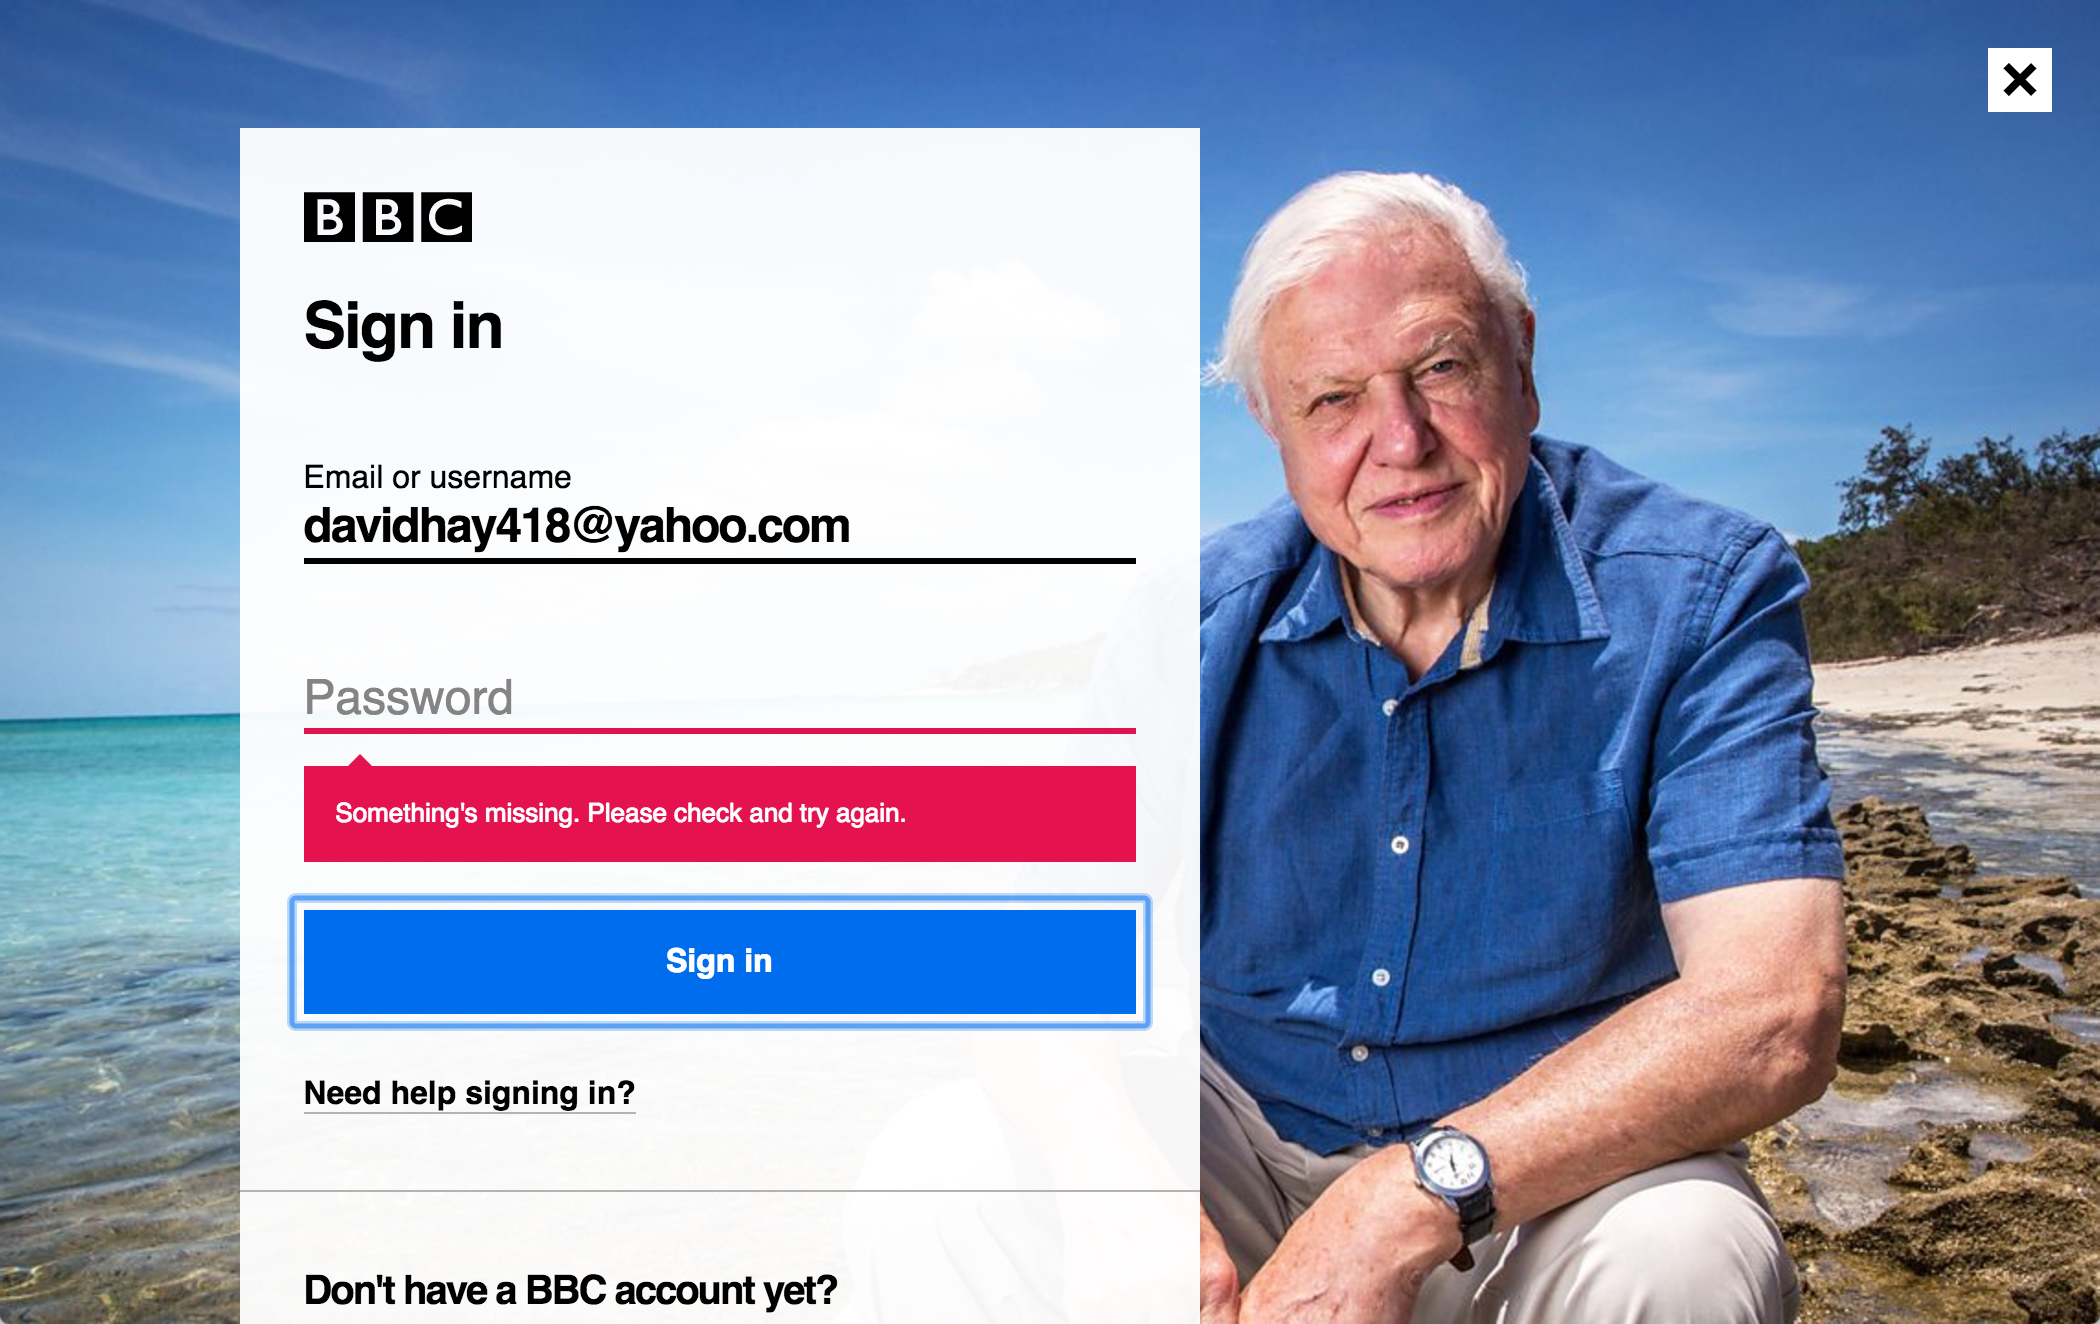 BBC
Sign in
Email or username
davidhay418@yahoo.com
Password
Something's missing. Please check and try again.
Sign in
Need help signing in?
Don't have a BBC account yet?